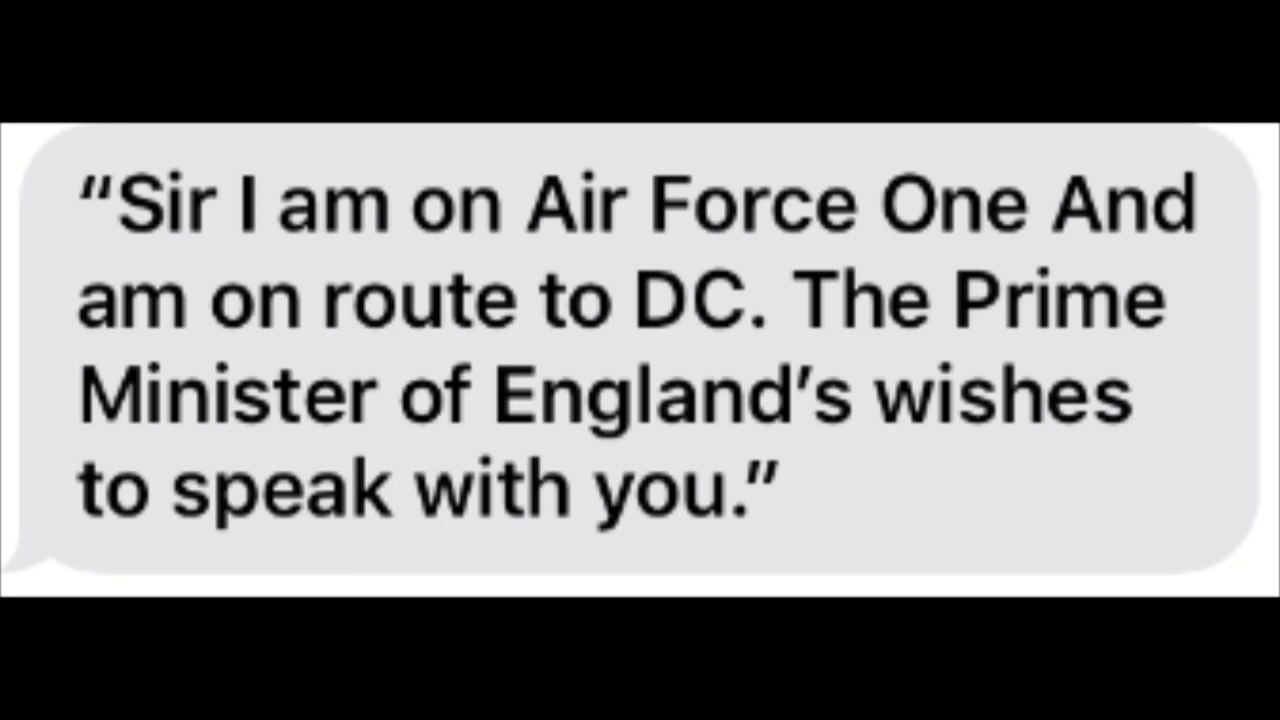 “Sir I am on Air Force One And
am on route to DC. The Prime
Minister of England’s wishes
to speak with you.”